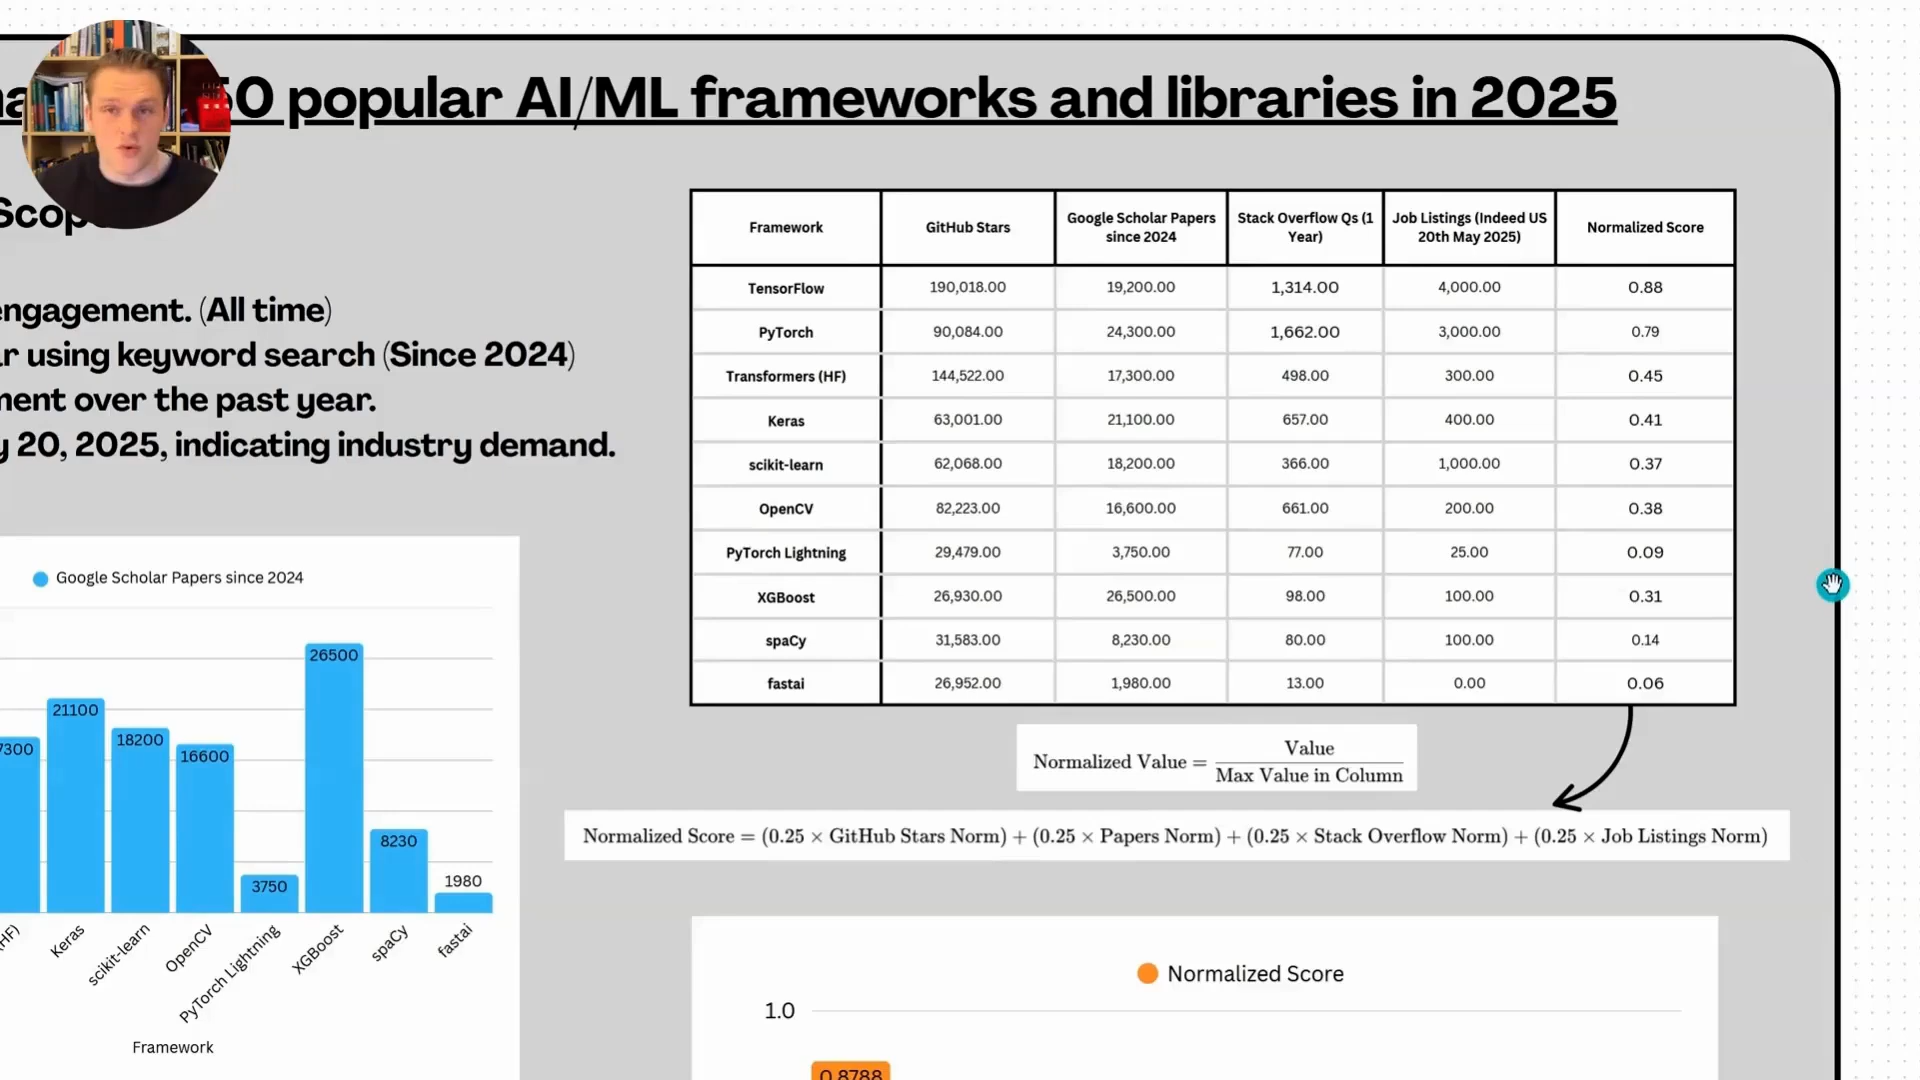 50 popular AI/ML frameworks and libraries in 2025
engagement. (All time)
using keyword search (Since 2024)
over the past year.
20, 2025, indicating industry demand.
Framework GitHub Stars Google Scholar Papers since 2024 Stack Overflow Qs (1 Year) Job Listings (Indeed US 20th May 2025) Normalized Score
TensorFlow 190,018.00 19,200.00 1,314.00 4,000.00 0.88
PyTorch 90,084.00 24,300.00 1,662.00 3,000.00 0.79
Transformers (HF) 144,522.00 17,300.00 498.00 300.00 0.45
Keras 63,001.00 21,100.00 657.00 400.00 0.41
scikit-learn 62,068.00 18,200.00 366.00 1,000.00 0.37
OpenCV 82,223.00 16,600.00 661.00 200.00 0.38
PyTorch Lightning 29,479.00 3,750.00 77.00 25.00 0.09
XGBoost 26,930.00 26,500.00 98.00 100.00 0.31
spaCy 31,583.00 8,230.00 80.00 100.00 0.14
fastai 26,952.00 1,980.00 13.00 0.00 0.06
Normalized Value = Value / Max Value in Column
Normalized Score = (0.25 × GitHub Stars Norm) + (0.25 × Papers Norm) + (0.25 × Stack Overflow Norm) + (0.25 × Job Listings Norm)
Google Scholar Papers since 2024
7300 21100 18200 16600 3750 26500 8230 1980
(HF) Keras scikit-learn OpenCV PyTorch Lightning XGBoost spaCy fastai
Framework
Normalized Score
1.0
0.8788